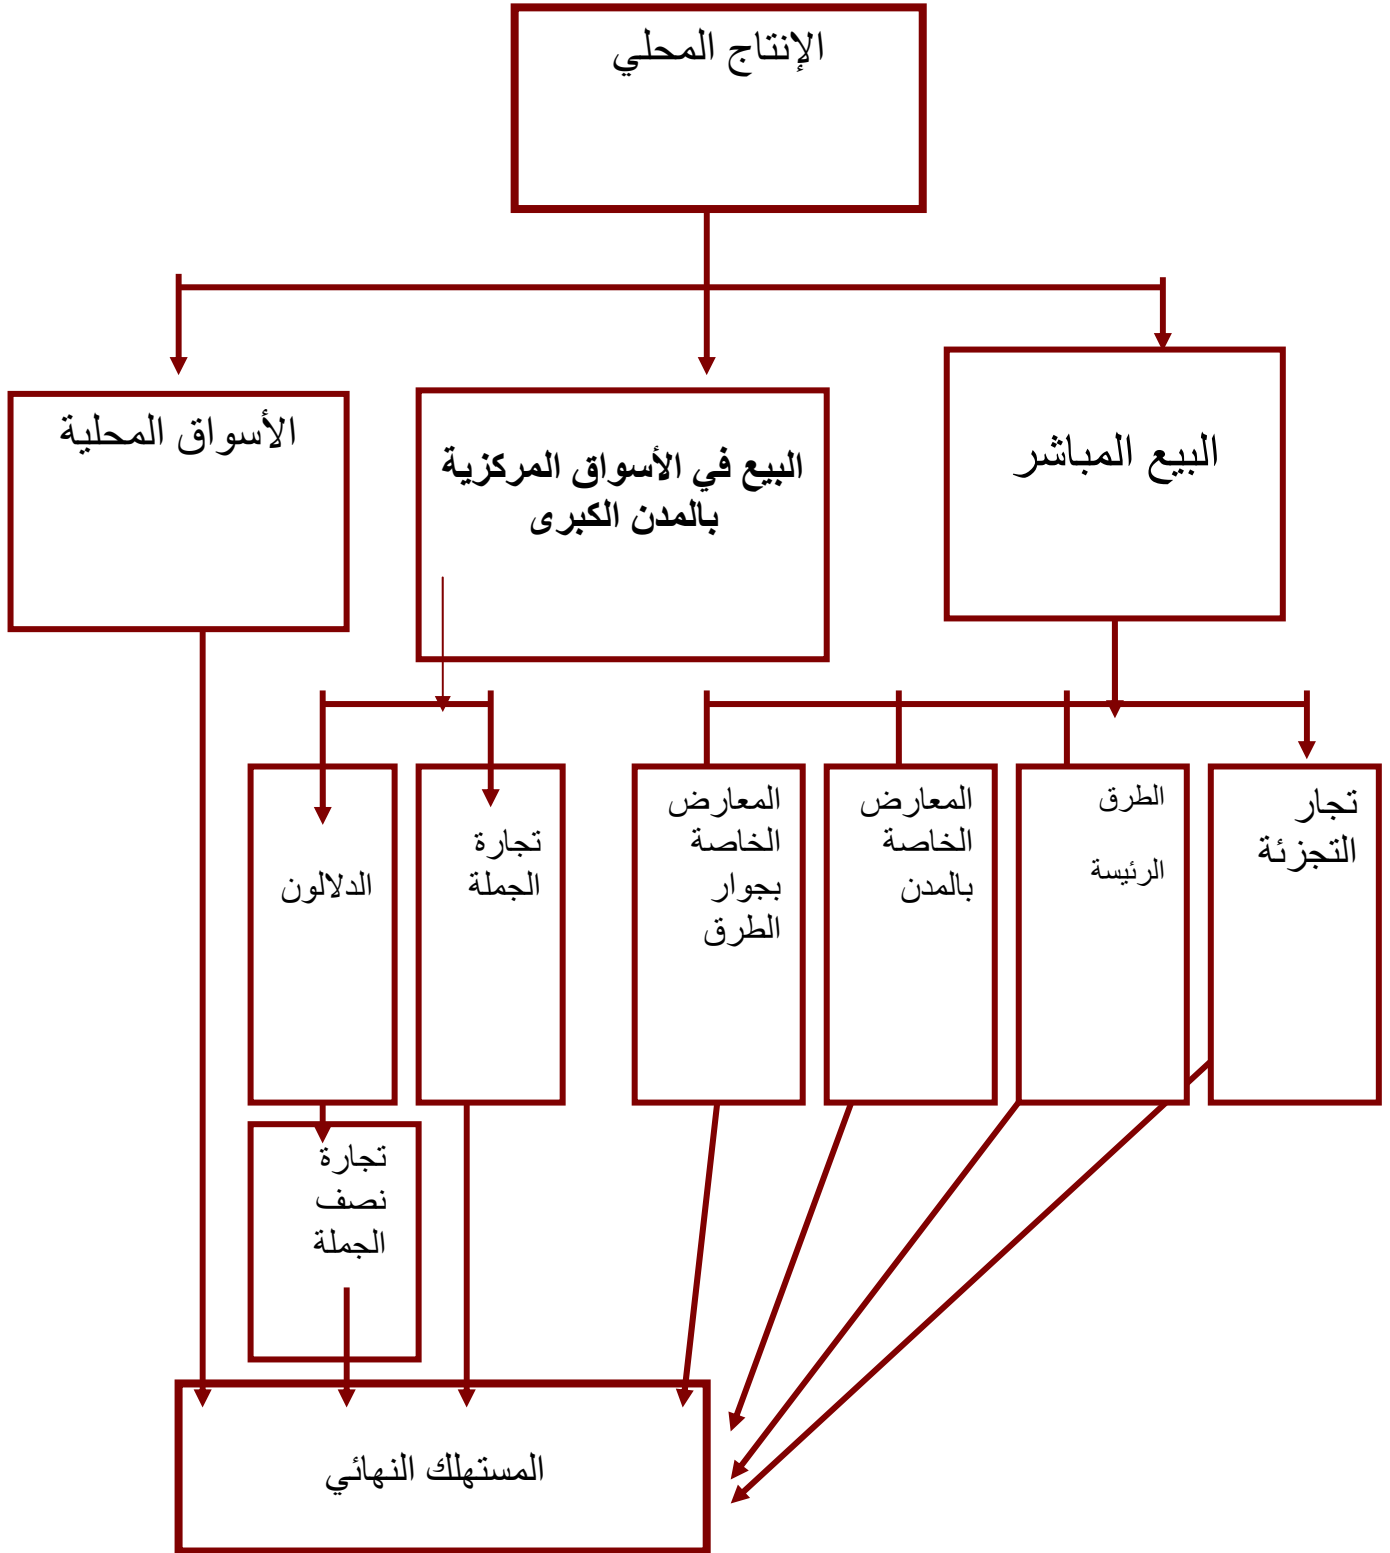 الإنتاج المحلي
البيع المباشر
البيع في الأسواق المركزية
بالمدن الكبرى
الأسواق المحلية
تجار
التجزئة
الطرق
الرئيسة
المعارض
الخاصة
بالمدن
المعارض
الخاصة
بجوار
الطرق
تجارة
الجملة
الدلالون
تجارة
نصف
الجملة
المستهلك النهائي